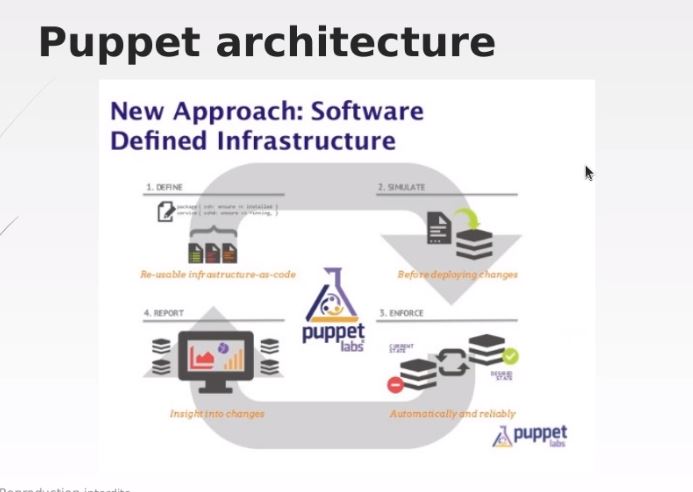 Puppet architecture
New Approach: Software
Defined Infrastructure
1. DEFINE
package { ssh: ensure => installed }
service { sshd: ensure => running, }
Re-usable infrastructure-as-code
2. SIMULATE
Before deploying changes
puppet
labs
4. REPORT
Insight into changes
3. ENFORCE
CURRENT
STATE
DESIRED
STATE
Automatically and reliably
puppet
labs
Reproduction interdite